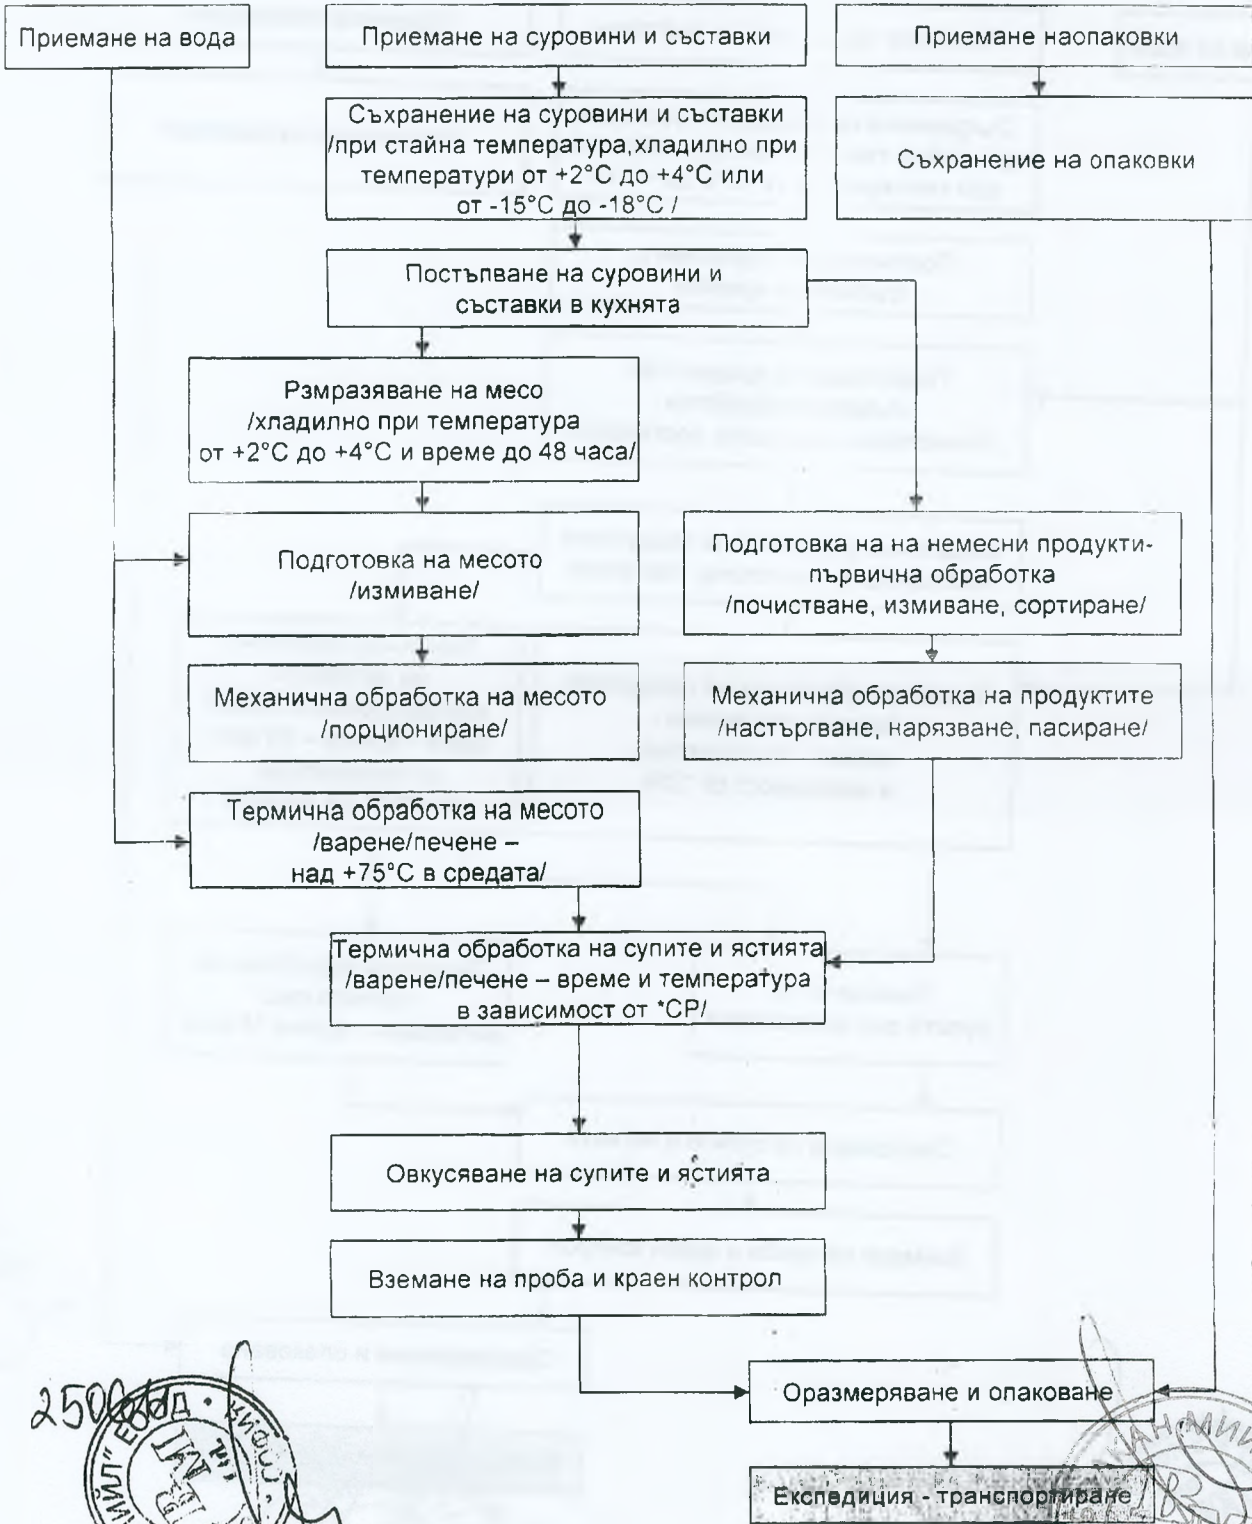 Приемане на вода
Приемане на суровини и съставки
Приемане наопаковки
Съхранение на суровини и съставки
/при стайна температура,хладилно при
температури от +2°C до +4°C или
от -15°C до -18°C /
Съхранение на опаковки
Постъпване на суровини и
съставки в кухнята
Рзмразяване на месо
/хладилно при температура
от +2°C до +4°C и време до 48 часа/
Подготовка на месото
/измиване/
Подготовка на на немесни продукти-
първична обработка
/почистване, измиване, сортиране/
Механична обработка на месото
/порциониране/
Механична обработка на продуктите
/настъргване, нарязване, пасиране/
Термична обработка на месото
/варене/печене –
над +75°C в средата/
Термична обработка на супите и ястията
/варене/печене – време и температура
в зависимост от *СР/
Овкусяване на супите и ястията
Вземане на проба и краен контрол
Оразмеряване и опаковане
Експедиция - транспортиране